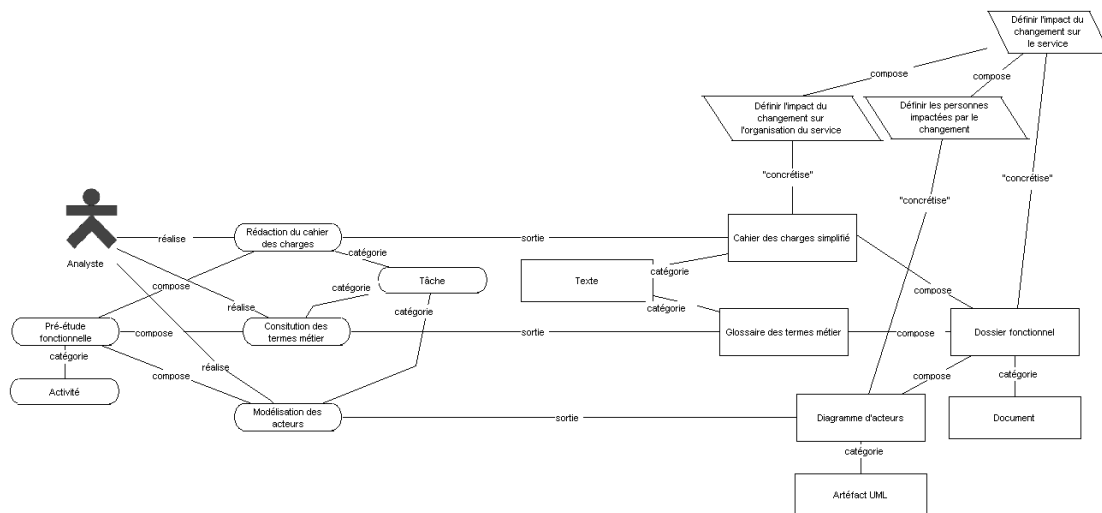 Définir l'impact du
changement sur
le service
compose
compose
Définir l'impact du
changement sur
l'organisation du service
Définir les personnes
impactées par le
changement
"concrétise"
"concrétise"
"concrétise"
Analyste
réalise
Rédaction du cahier
des charges
sortie
Cahier des charges simplifié
catégorie
catégorie
compose
Tâche
Texte
catégorie
catégorie
compose
réalise
catégorie
catégorie
Pré-étude
fonctionnelle
compose
Consitution des
termes métier
sortie
Glossaire des termes métier
compose
Dossier fonctionnel
catégorie
réalise
compose
compose
catégorie
Activité
Modélisation des
acteurs
sortie
Diagramme d'acteurs
Document
catégorie
Artéfact UML